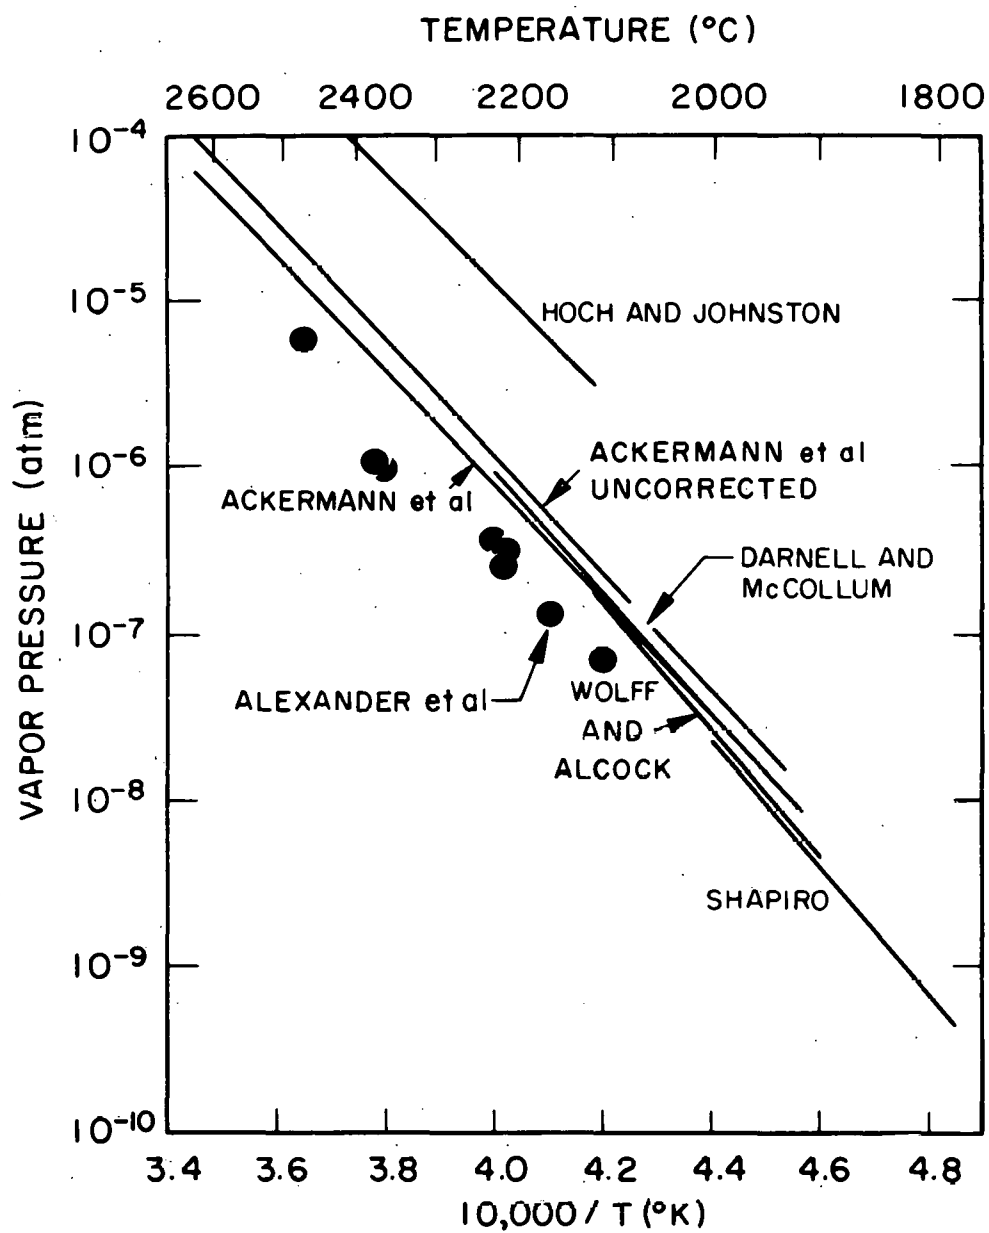 TEMPERATURE (°C)
2600 2400 2200 2000 1800
10-4
10-5
10-6
10-7
10-8
10-9
10-10
VAPOR PRESSURE (atm)
HOCH AND JOHNSTON
ACKERMANN et al
UNCORRECTED
ACKERMANN et al
DARNELL AND
McCOLLUM
ALEXANDER et al
WOLFF
AND
ALCOCK
SHAPIRO
3.4 3.6 3.8 4.0 4.2 4.4 4.6 4.8
10,000/ T (°K)